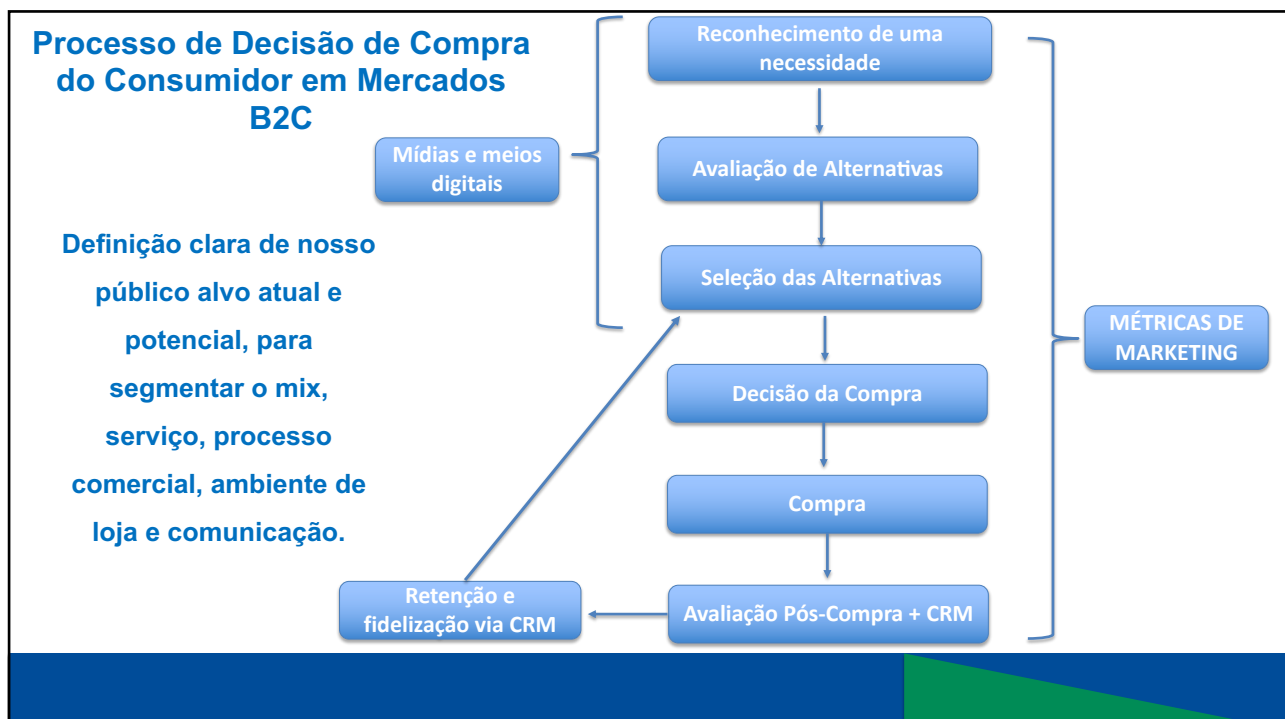 Processo de Decisão de Compra
do Consumidor em Mercados
B2C
Reconhecimento de uma
necessidade
Mídias e meios
digitais
Avaliação de Alternativas
Definição clara de nosso
público alvo atual e
potencial, para
segmentar o mix,
serviço, processo
comercial, ambiente de
loja e comunicação.
Seleção das Alternativas
MÉTRICAS DE
MARKETING
Decisão da Compra
Compra
Avaliação Pós-Compra + CRM
Retenção e
fidelização via CRM